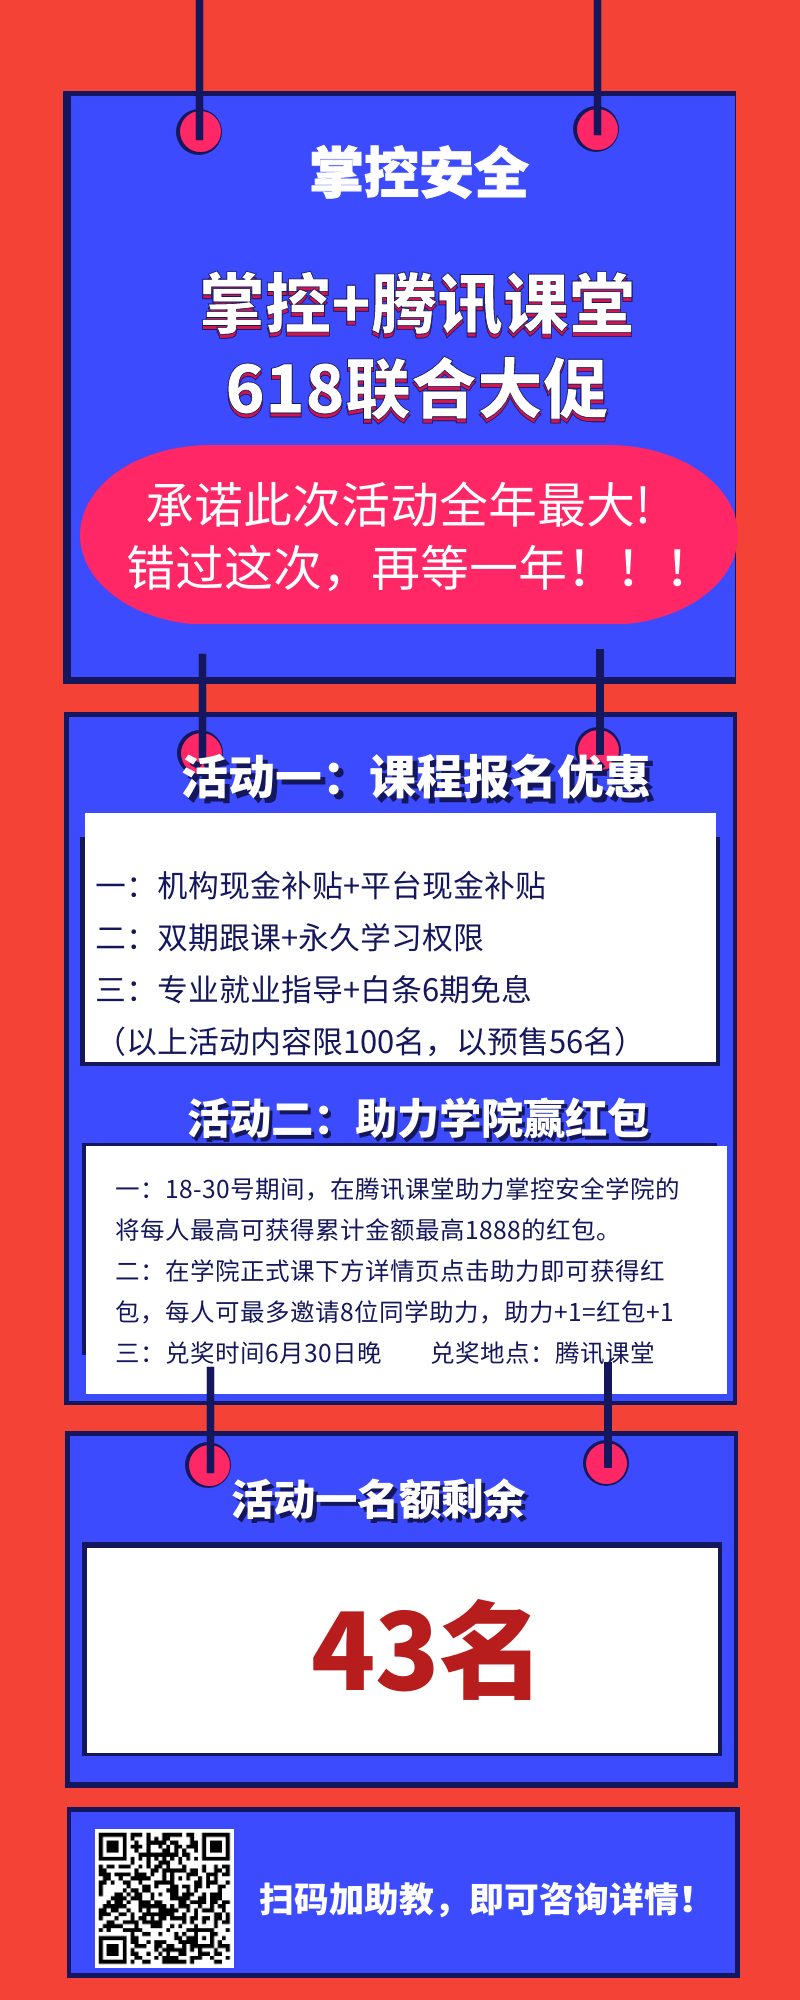 掌控安全
掌控+腾讯课堂
618联合大促
承诺此次活动全年最大!
错过这次，再等一年！！！
活动一：课程报名优惠
一：机构现金补贴+平台现金补贴
二：双期跟课+永久学习权限
三：专业就业指导+白条6期免息
（以上活动内容限100名，以预售56名）
活动二：助力学院赢红包
一：18-30号期间，在腾讯课堂助力掌控安全学院的
将每人最高可获得累计金额最高1888的红包。
二：在学院正式课下方详情页点击助力即可获得红
包，每人可最多邀请8位同学助力，助力+1=红包+1
三：兑奖时间6月30日晚　　兑奖地点：腾讯课堂
活动一名额剩余
43名
扫码加助教，即可咨询详情！